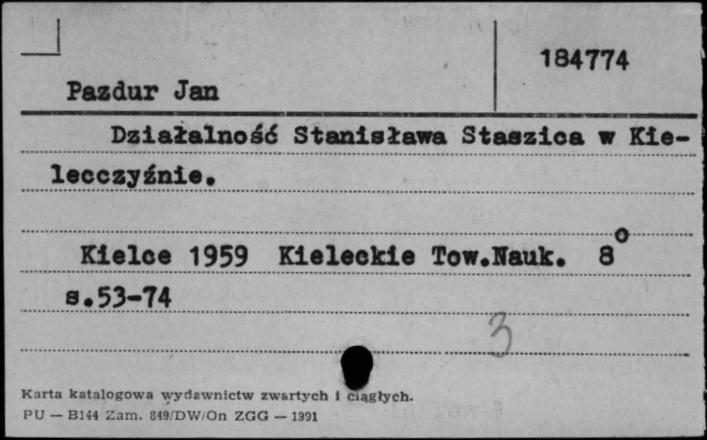 184774
Pazdur Jan
Działalność Stanisława Staszica w Kie-
lecczyźnie.
Kielce 1959 Kieleckie Tow.Nauk. 8°
s.53-74
3
Karta katalogowa wydawnictw zwartych i ciągłych.
PU — B144 Zam. 849/DW/On ZGG — 1991